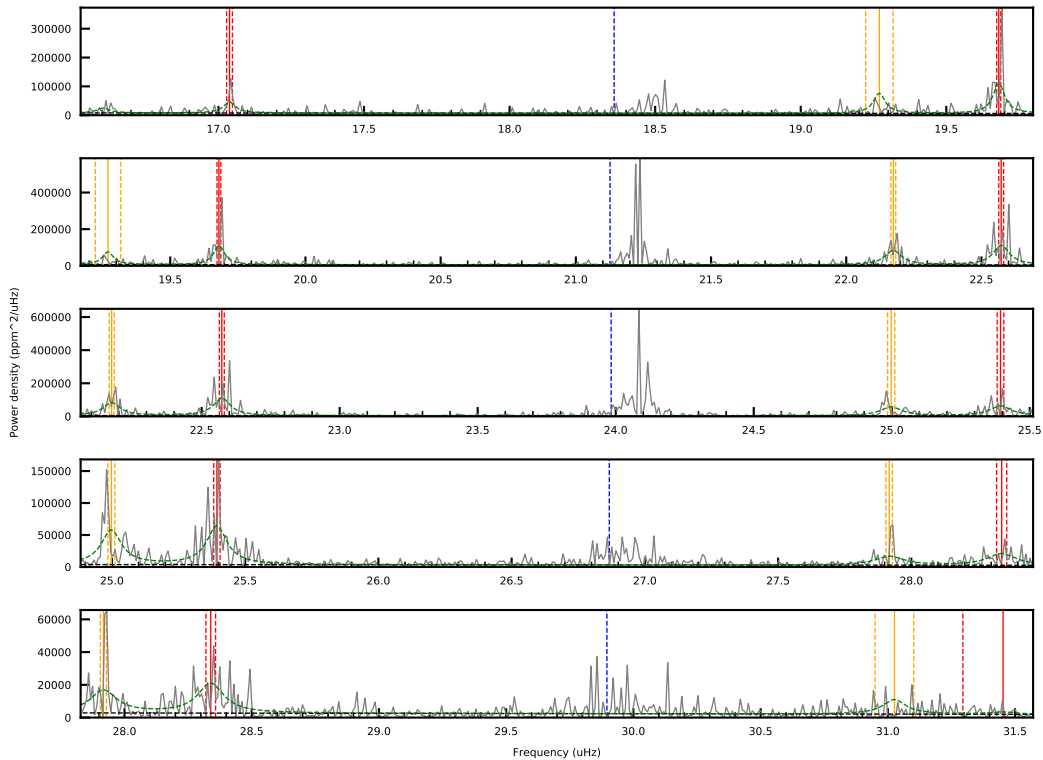 300000
200000
100000
0
17.0 17.5 18.0 18.5 19.0 19.5
400000
200000
0
19.5 20.0 20.5 21.0 21.5 22.0 22.5
600000
400000
200000
0
22.5 23.0 23.5 24.0 24.5 25.0 25.5
Power density (ppm^2/uHz)
150000
100000
50000
0
25.0 25.5 26.0 26.5 27.0 27.5 28.0
60000
40000
20000
0
28.0 28.5 29.0 29.5 30.0 30.5 31.0 31.5
Frequency (uHz)